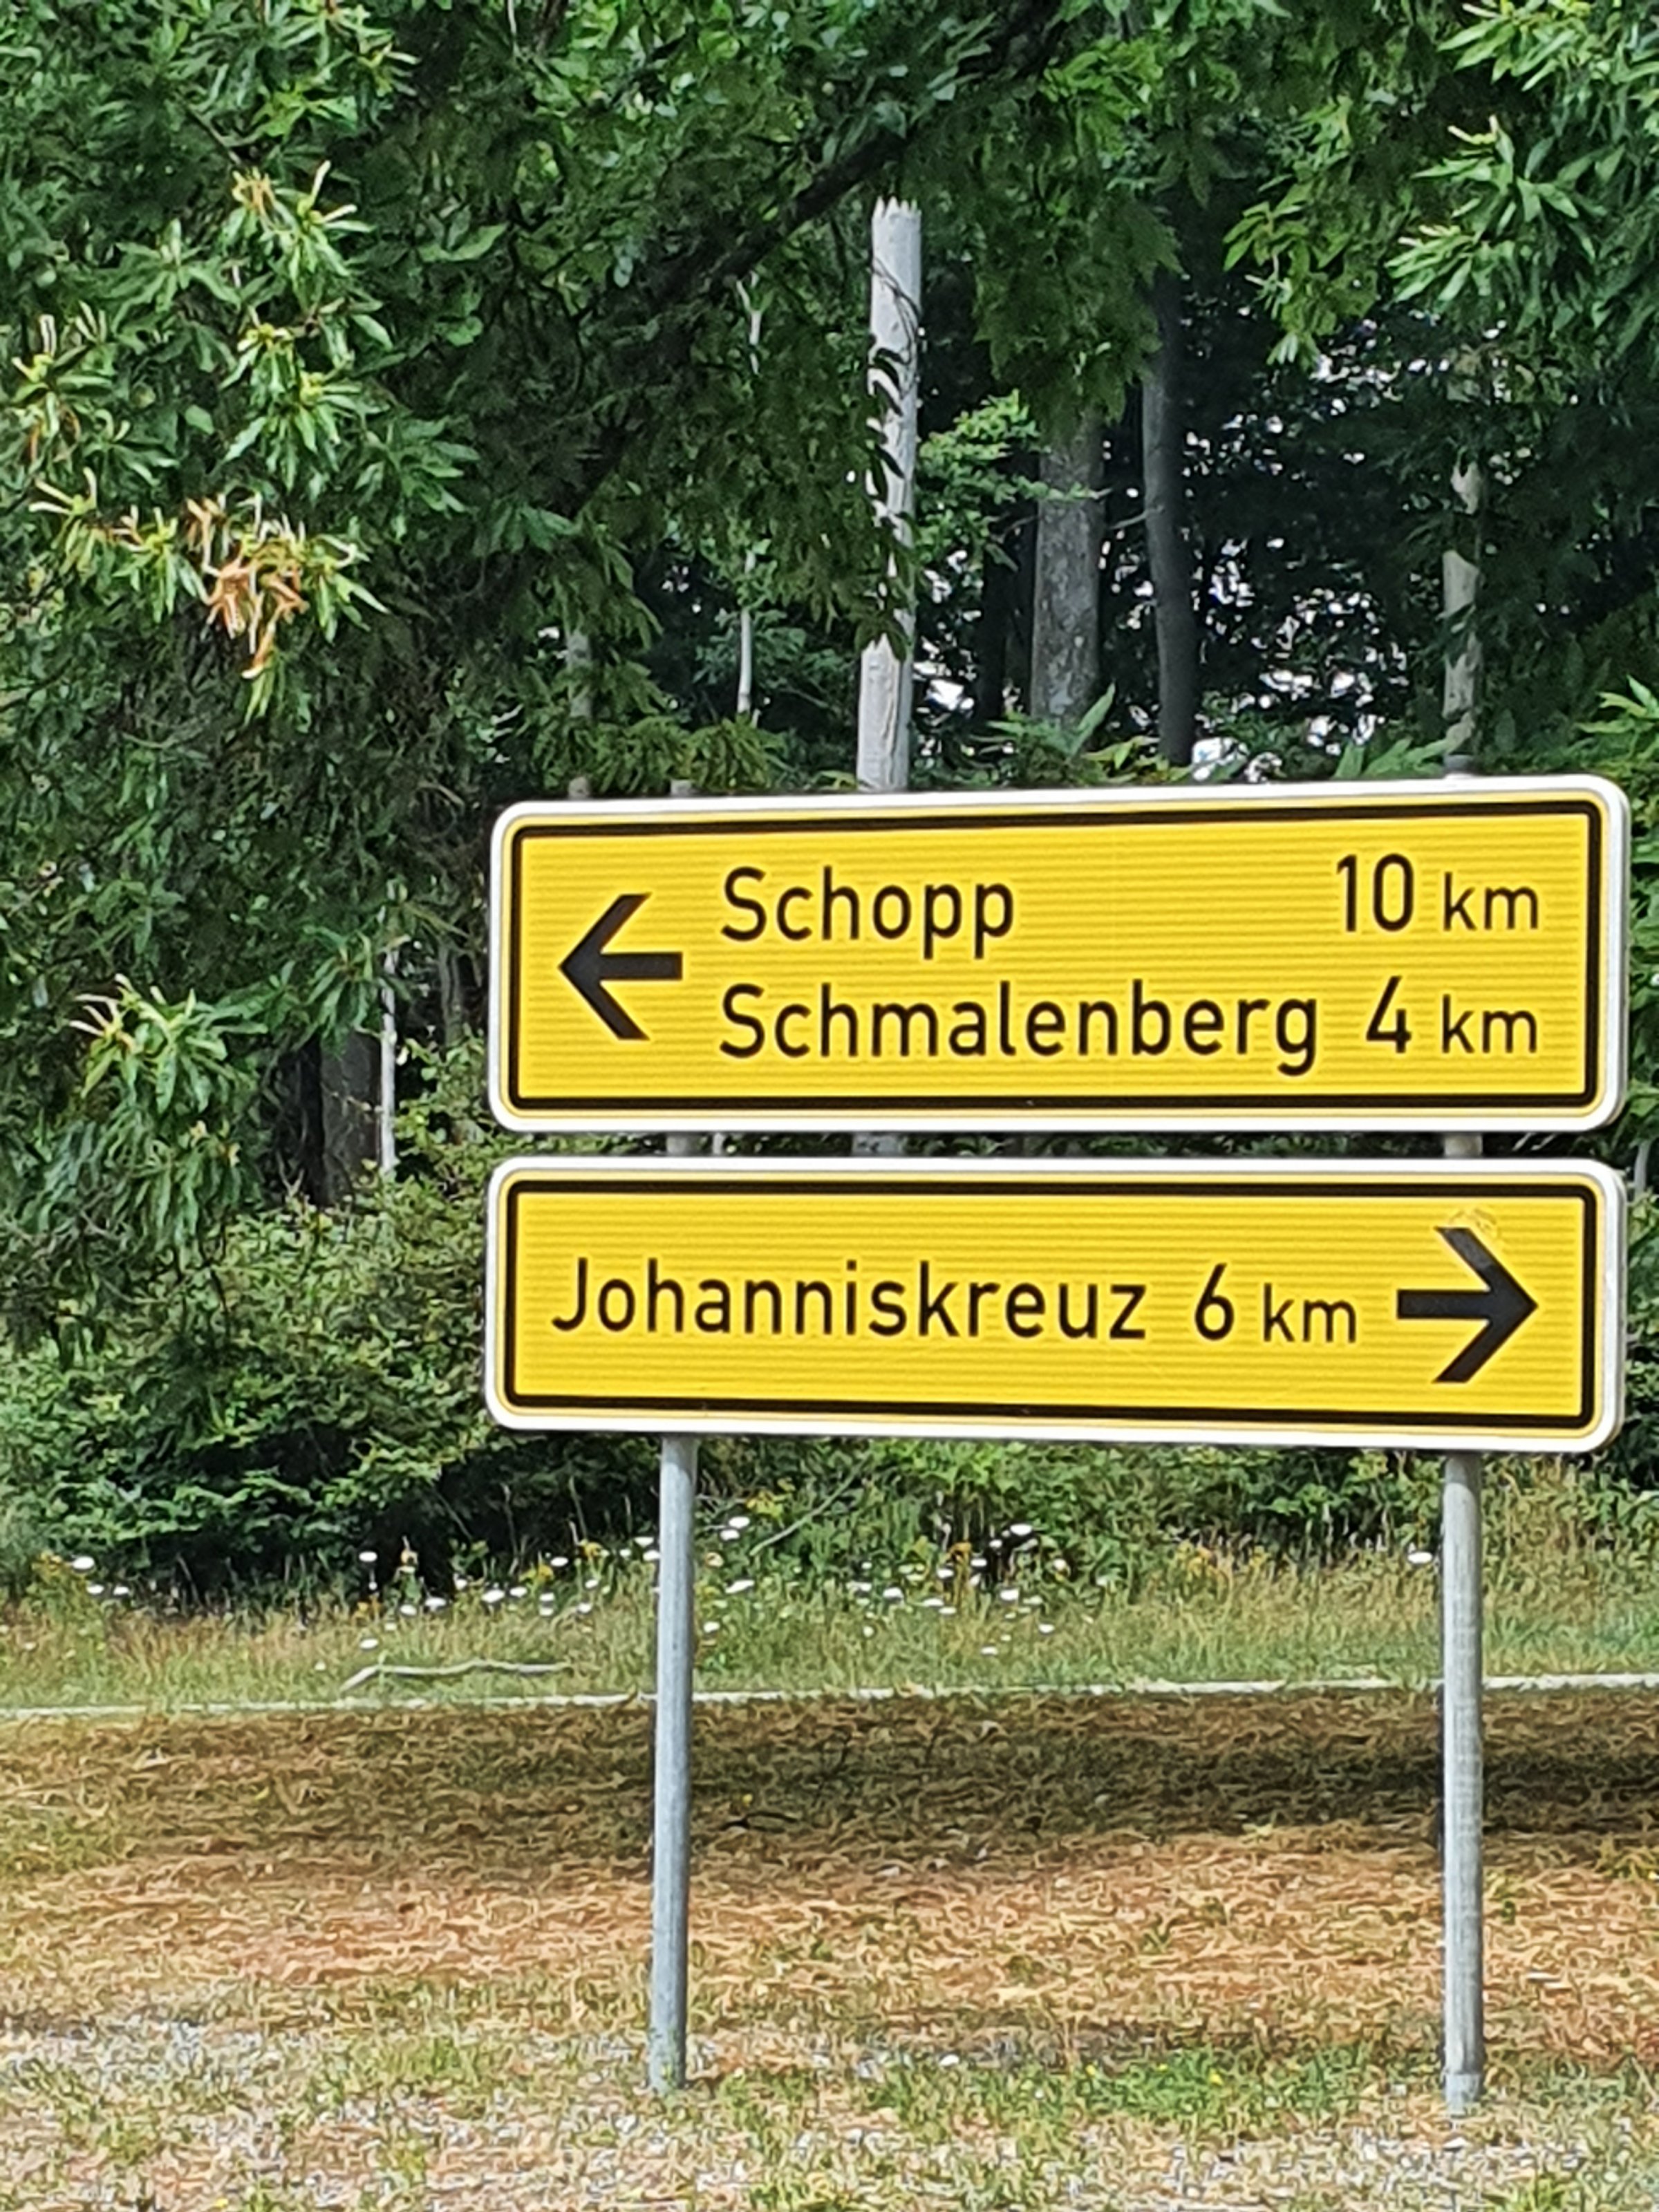 Schopp 10 km
Schmalenberg 4 km
Johanniskreuz 6 km